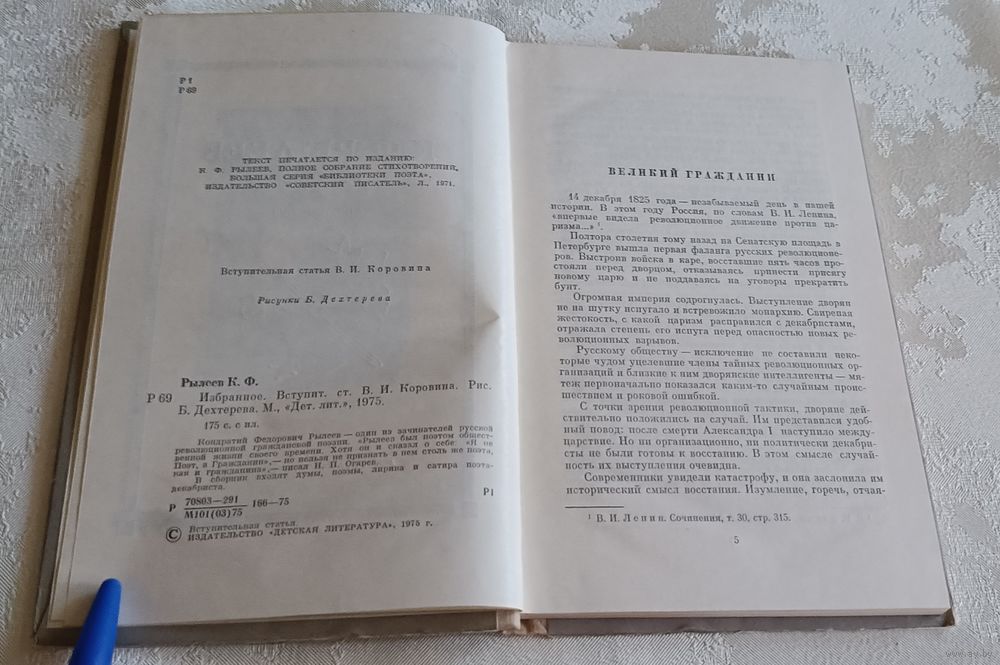 Р 1
Р 69
ТЕКСТ ПЕЧАТАЕТСЯ ПО ИЗДАНИЮ:
К. Ф. РЫЛЕЕВ, ПОЛНОЕ СОБРАНИЕ СТИХОТВОРЕНИЙ,
БОЛЬШАЯ СЕРИЯ «БИБЛИОТЕКИ ПОЭТА»,
ИЗДАТЕЛЬСТВО «СОВЕТСКИЙ ПИСАТЕЛЬ», Л., 1971.
Вступительная статья В. И. Коровина
Рисунки Б. Дехтерева
Рылеев К. Ф.
Р 69 Избранное. Вступит. ст. В. И. Коровина. Рис.
Б. Дехтерева. М., «Дет. лит.», 1975.
175 с. с ил.
Кондратий Федорович Рылеев — один из зачинателей русской
революционной гражданской поэзии. «Рылеев был поэтом общест-
венной жизни своего времени. Хотя он и сказал о себе: «Я не
Поэт, а Гражданин»,— но нельзя не признать в нем столь же поэта,
как и гражданина»,— писал Н. П. Огарев.
В сборник входят думы, поэмы, лирика и сатира поэта-
декабриста.
Р 70803—291
М101(03)75 166—75
Р1
© Вступительная статья.
ИЗДАТЕЛЬСТВО «ДЕТСКАЯ ЛИТЕРАТУРА», 1975 г.
ВЕЛИКИЙ ГРАЖДАНИН
14 декабря 1825 года — незабываемый день в нашей
истории. В этом году Россия, по словам В. И. Ленина,
«впервые видела революционное движение против ца-
ризма...» ¹.
Полтора столетия тому назад на Сенатскую площадь в
Петербурге вышла первая фаланга русских революционе-
ров. Выстроив войска в каре, восставшие пять часов про-
стояли перед дворцом, отказываясь принести присягу
новому царю и не поддаваясь на уговоры прекратить
бунт.
Огромная империя содрогнулась. Выступление дворян
не на шутку испугало и встревожило монархию. Свирепая
жестокость, с какой царизм расправился с декабристами,
отражала степень его испуга перед опасностью новых ре-
волюционных взрывов.
Русскому обществу — исключение не составили неко-
торые чудом уцелевшие члены тайных революционных ор-
ганизаций и близкие к ним дворянские интеллигенты — мя-
теж первоначально показался каким-то случайным проис-
шествием и роковой ошибкой.
С точки зрения революционной тактики, дворяне дей-
ствительно положились на случай. Им представился удоб-
ный повод: после смерти Александра I наступило между-
царствие. Но ни организационно, ни политически декабри-
сты не были готовы к восстанию. В этом смысле случай-
ность их выступления очевидна.
Современники увидели катастрофу, и она заслонила им
исторический смысл восстания. Изумление, горечь, отчая-
¹ В. И. Ленин. Сочинения, т. 30, стр. 315.
5
www.ay.by